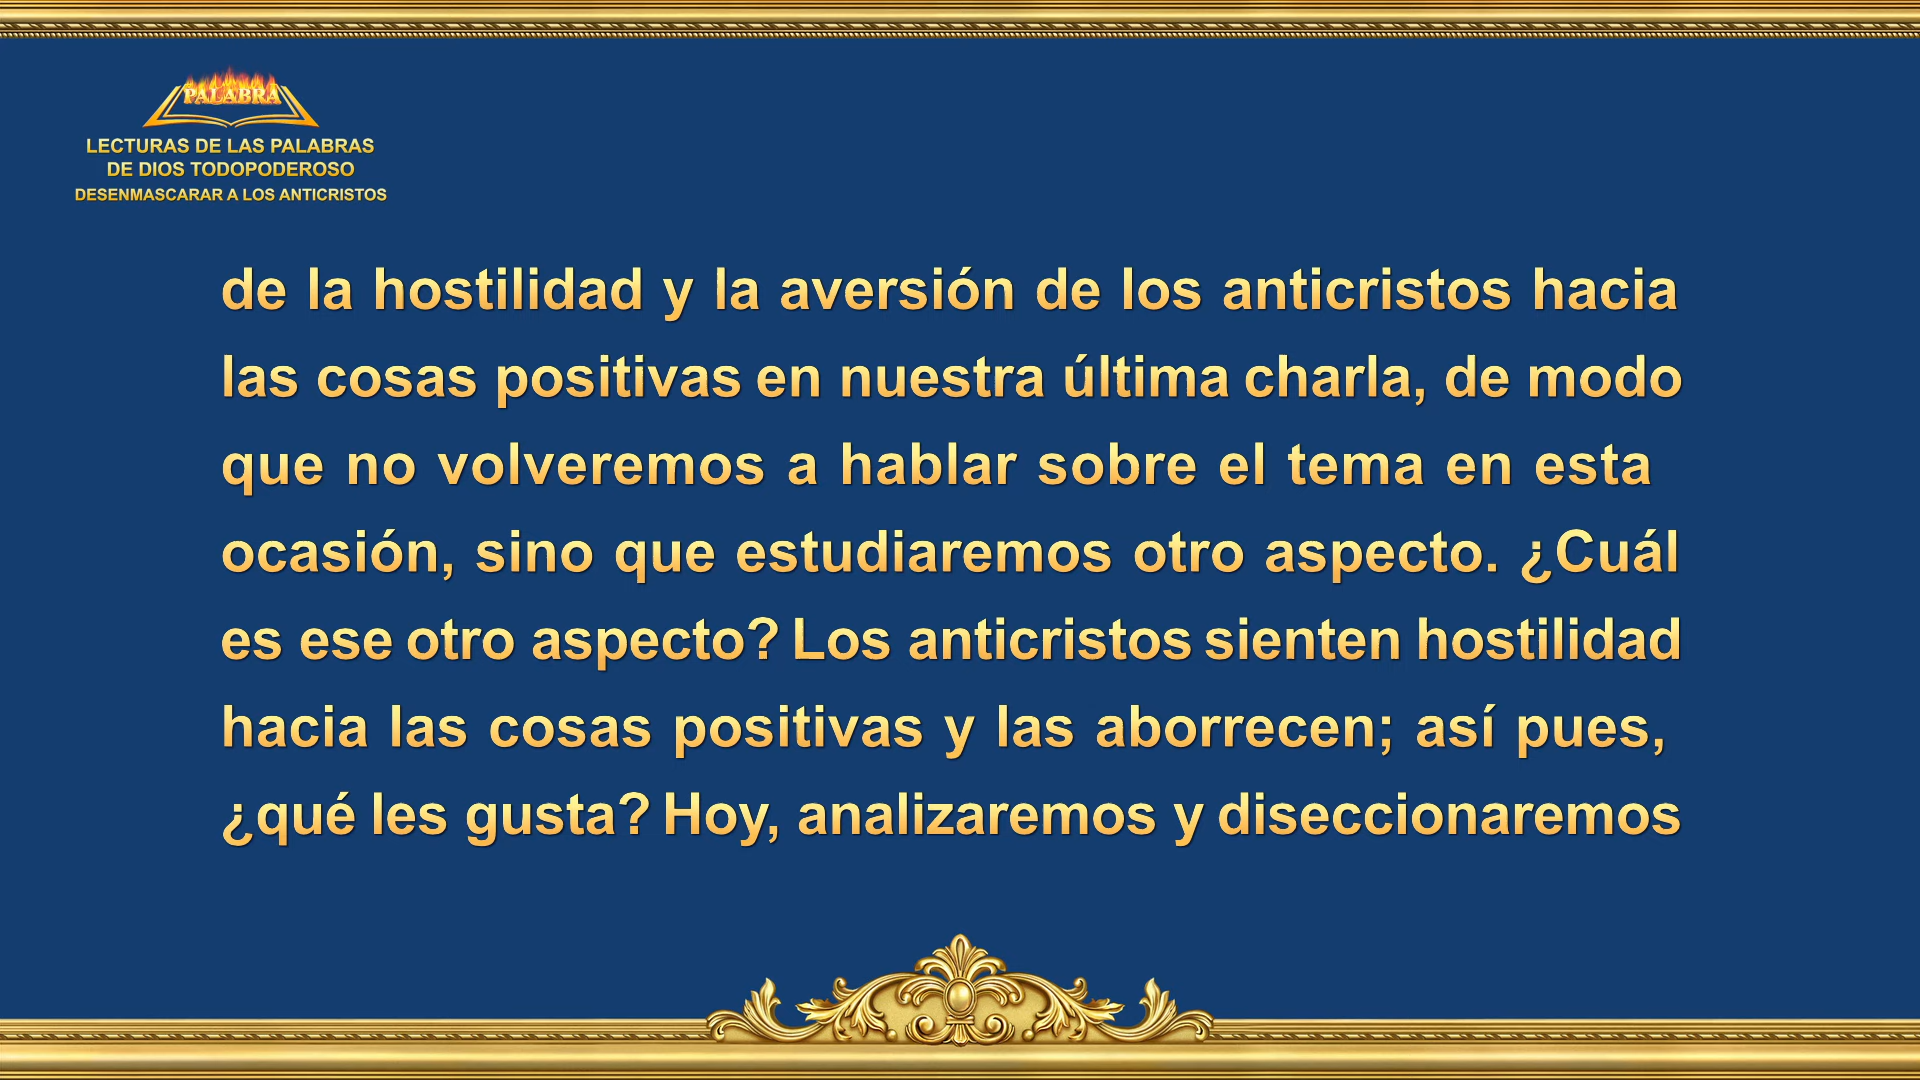 PALABRA
LECTURAS DE LAS PALABRAS
DE DIOS TODOPODEROSO
DESENMASCARAR A LOS ANTICRISTOS
de la hostilidad y la aversión de los anticristos hacia
las cosas positivas en nuestra última charla, de modo
que no volveremos a hablar sobre el tema en esta
ocasión, sino que estudiaremos otro aspecto. ¿Cuál
es ese otro aspecto? Los anticristos sienten hostilidad
hacia las cosas positivas y las aborrecen; así pues,
¿qué les gusta? Hoy, analizaremos y diseccionaremos